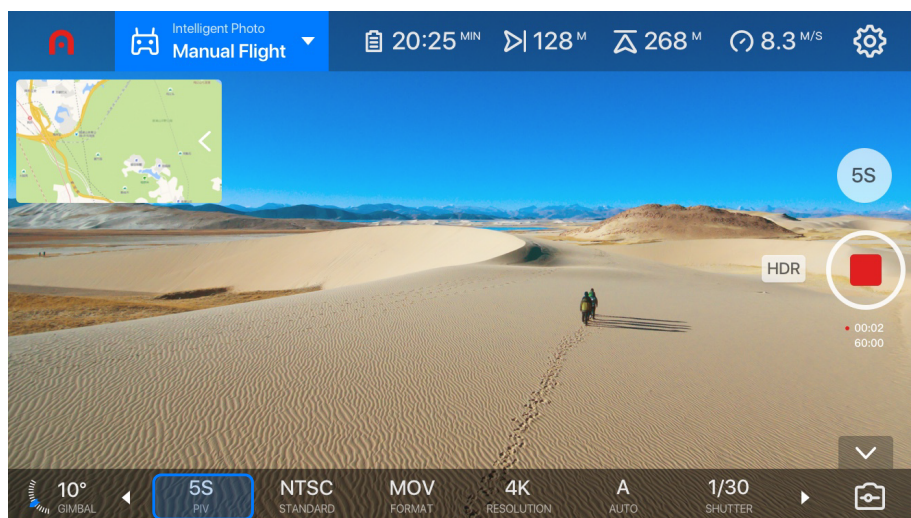 Intelligent Photo
Manual Flight
20:25 MIN
128 M
268 M
8.3 M/S
5S
HDR
00:02
60:00
10°
GIMBAL
5S
PIV
NTSC
STANDARD
MOV
FORMAT
4K
RESOLUTION
A
AUTO
1/30
SHUTTER